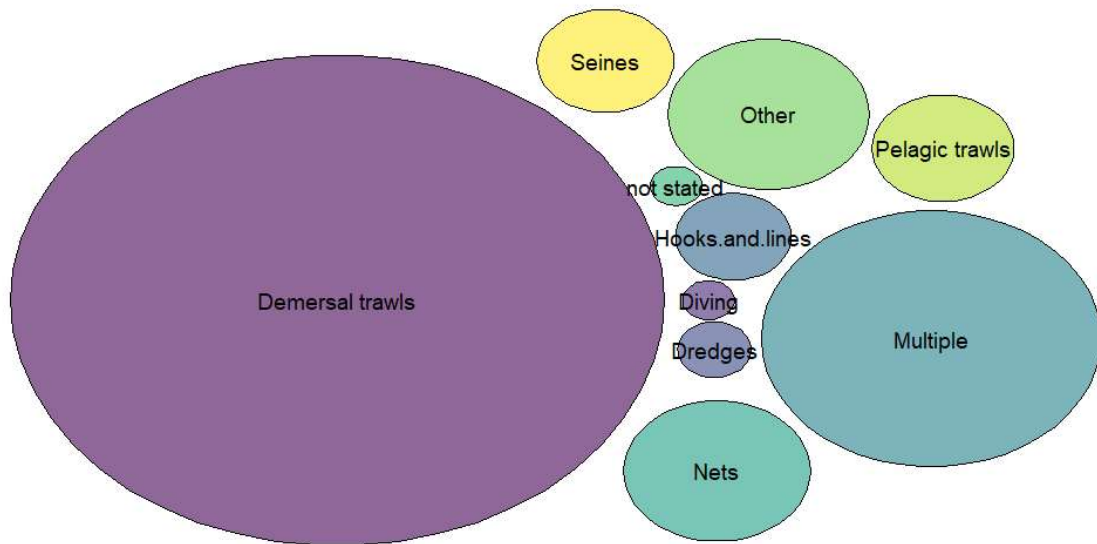 Seines
Other
Pelagic trawls
not stated
Hooks.and.lines
Demersal trawls
Diving
Multiple
Dredges
Nets